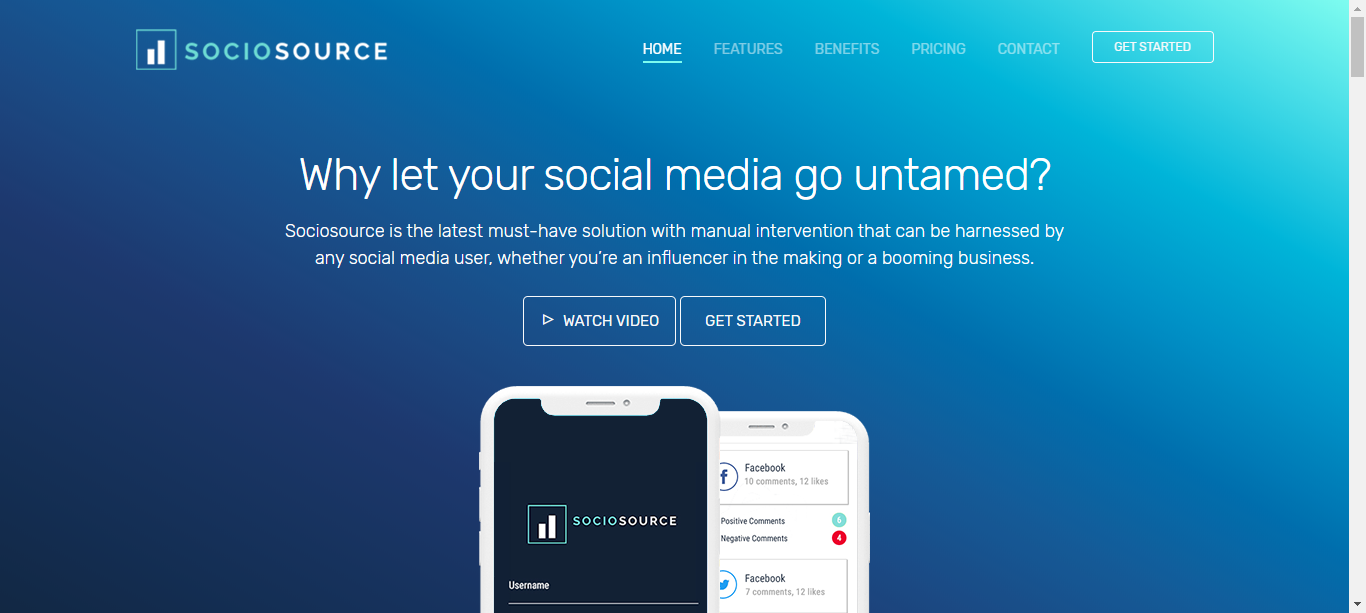 SOCIOSOURCE
HOME FEATURES BENEFITS PRICING CONTACT GET STARTED
Why let your social media go untamed?
Sociosource is the latest must-have solution with manual intervention that can be harnessed by
any social media user, whether you’re an influencer in the making or a booming business.
WATCH VIDEO
GET STARTED
SOCIOSOURCE
Username
Facebook
10 comments, 12 likes
Positive Comments 6
Negative Comments 4
Facebook
7 comments, 12 likes